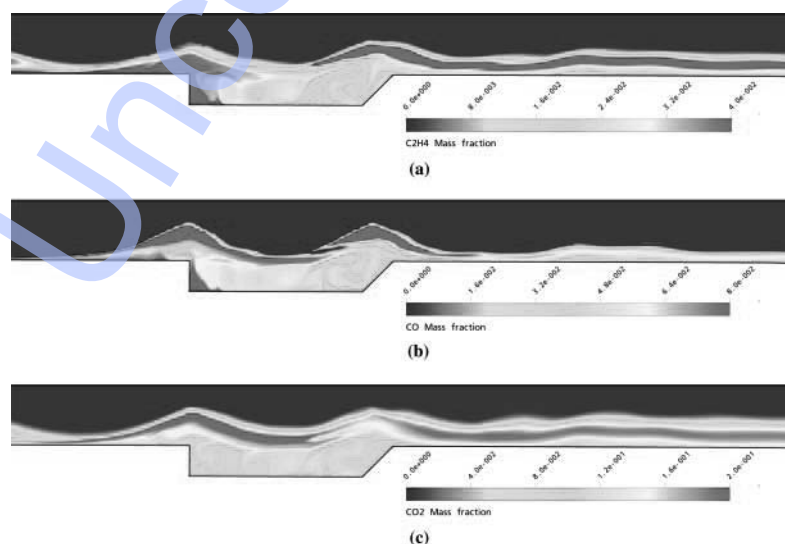 0.0e+000 8.0e-003 1.6e-002 2.4e-002 3.2e-002 4.0e-002
C2H4 Mass fraction
(a)
0.0e+000 1.6e-002 3.2e-002 4.8e-002 6.4e-002 8.0e-002
CO Mass fraction
(b)
0.0e+000 4.0e-002 8.0e-002 1.2e-001 1.6e-001 2.0e-001
CO2 Mass fraction
(c)
Unco